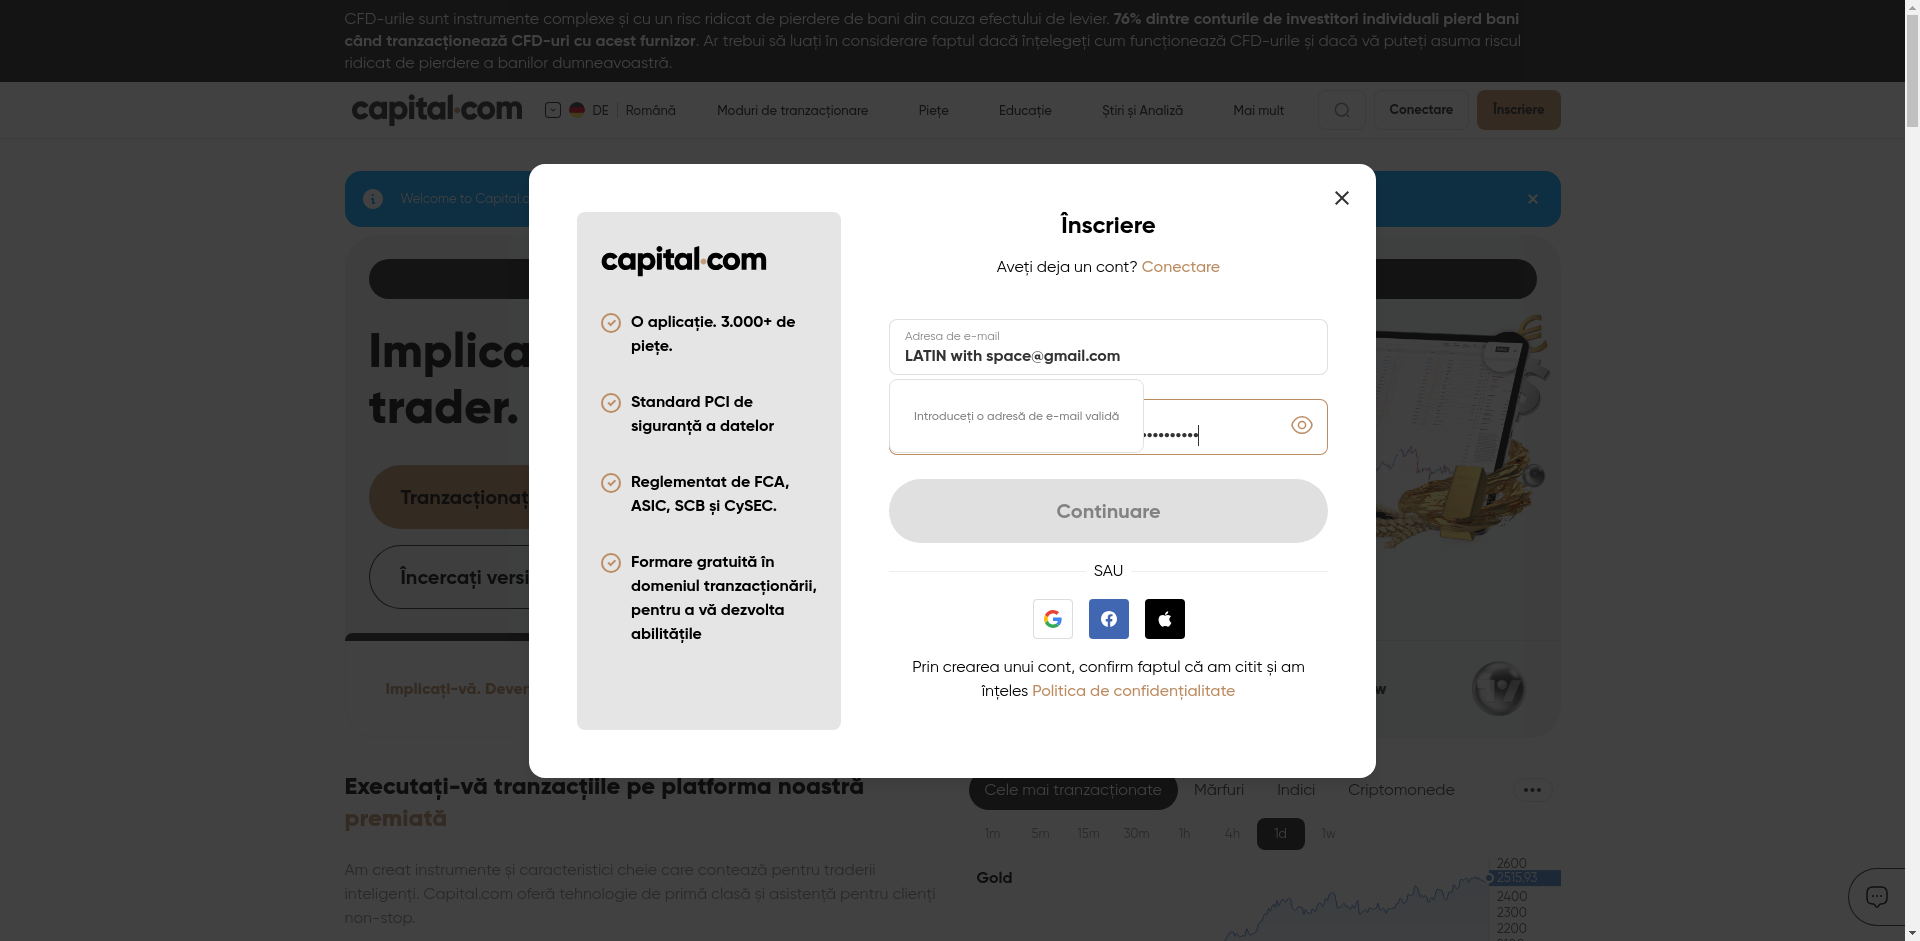 CFD-urile sunt instrumente complexe și cu un risc ridicat de pierdere de bani din cauza efectului de levier. 76% dintre conturile de investitori individuali pierd bani
când tranzacționează CFD-uri cu acest furnizor. Ar trebui să luați în considerare faptul dacă înțelegeți cum funcționează CFD-urile și dacă vă puteți asuma riscul
ridicat de pierdere a banilor dumneavoastră.
capital.com
DE
Română
Moduri de tranzacționare
Piețe
Educație
Știri și Analiză
Mai mult
Conectare
Înscriere
Welcome to Capital.c
Implica
trader.
Tranzacționaț
Încercați versi
Implicați-vă. Dever
w
capital.com
O aplicație. 3.000+ de
piețe.
Standard PCI de
siguranță a datelor
Reglementat de FCA,
ASIC, SCB și CySEC.
Formare gratuită în
domeniul tranzacționării,
pentru a vă dezvolta
abilitățile
Înscriere
Aveți deja un cont? Conectare
Adresa de e-mail
LATIN with space@gmail.com
Introduceți o adresă de e-mail validă
Continuare
SAU
Prin crearea unui cont, confirm faptul că am citit și am
înțeles Politica de confidențialitate
Executați-vă tranzacțiile pe platforma noastră
premiată
Am creat instrumente și caracteristici cheie care contează pentru traderii
inteligenți. Capital.com oferă tehnologie de primă clasă si asistență pentru clienți
non-stop.
Cele mai tranzacționate
Mărfuri
Indici
Criptomonede
1m
5m
15m
30m
1h
4h
1d
1w
Gold
2600
2515.93
2400
2300
2200